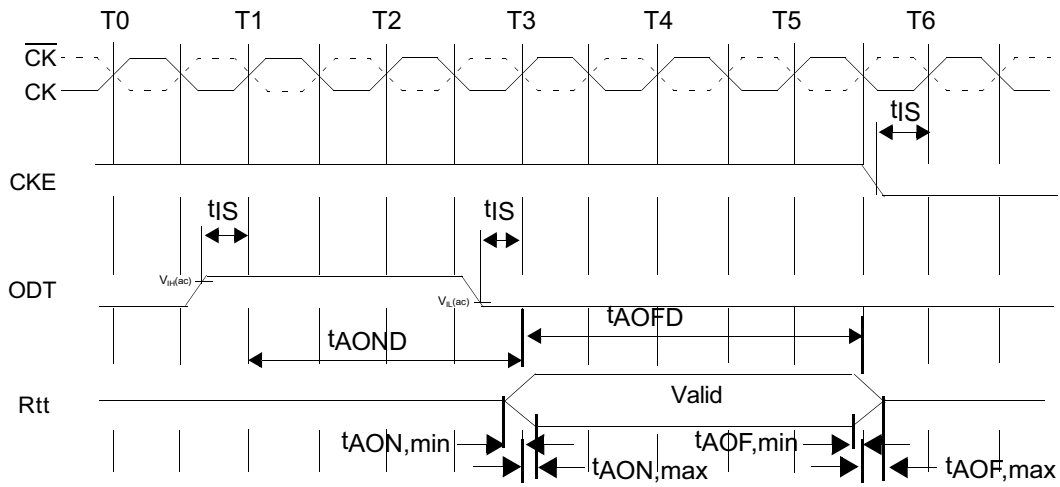 T0 T1 T2 T3 T4 T5 T6
CK
CK
tIS
CKE
tIS tIS
VIH(ac)
ODT
VIL(ac)
tAOND tAOFD
Rtt Valid
tAON,min tAOF,min
tAON,max tAOF,max